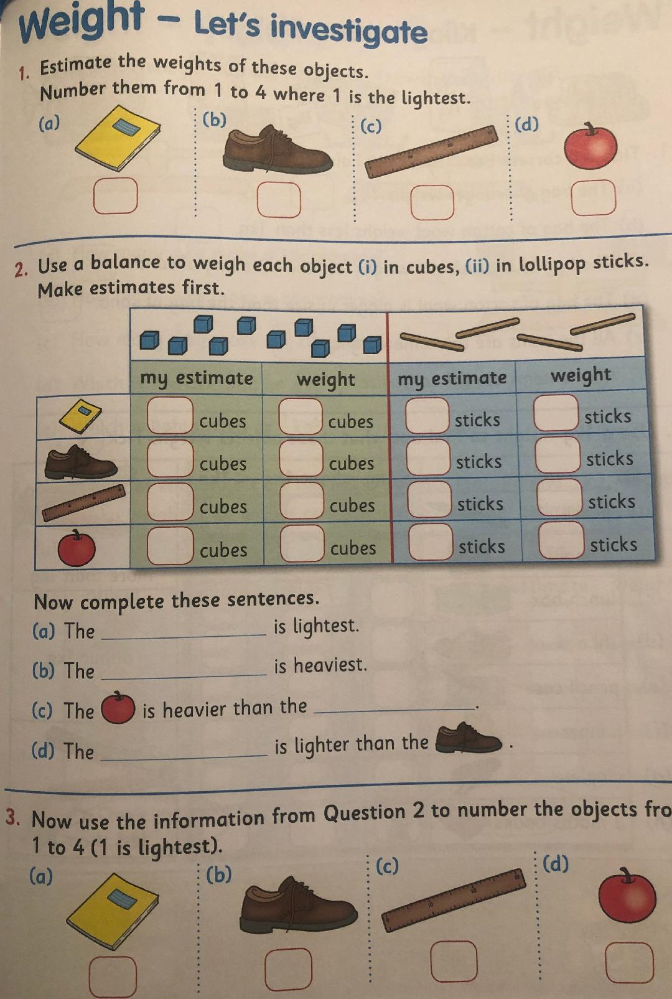 Weight – Let's investigate
1. Estimate the weights of these objects.
Number them from 1 to 4 where 1 is the lightest.
(a) (b) (c) (d)
2. Use a balance to weigh each object (i) in cubes, (ii) in lollipop sticks.
Make estimates first.
my estimate weight my estimate weight
cubes cubes sticks sticks
cubes cubes sticks sticks
cubes cubes sticks sticks
cubes cubes sticks sticks
Now complete these sentences.
(a) The ____________ is lightest.
(b) The ____________ is heaviest.
(c) The is heavier than the ____________.
(d) The ____________ is lighter than the .
3. Now use the information from Question 2 to number the objects fro
1 to 4 (1 is lightest).
(a) (b) (c) (d)